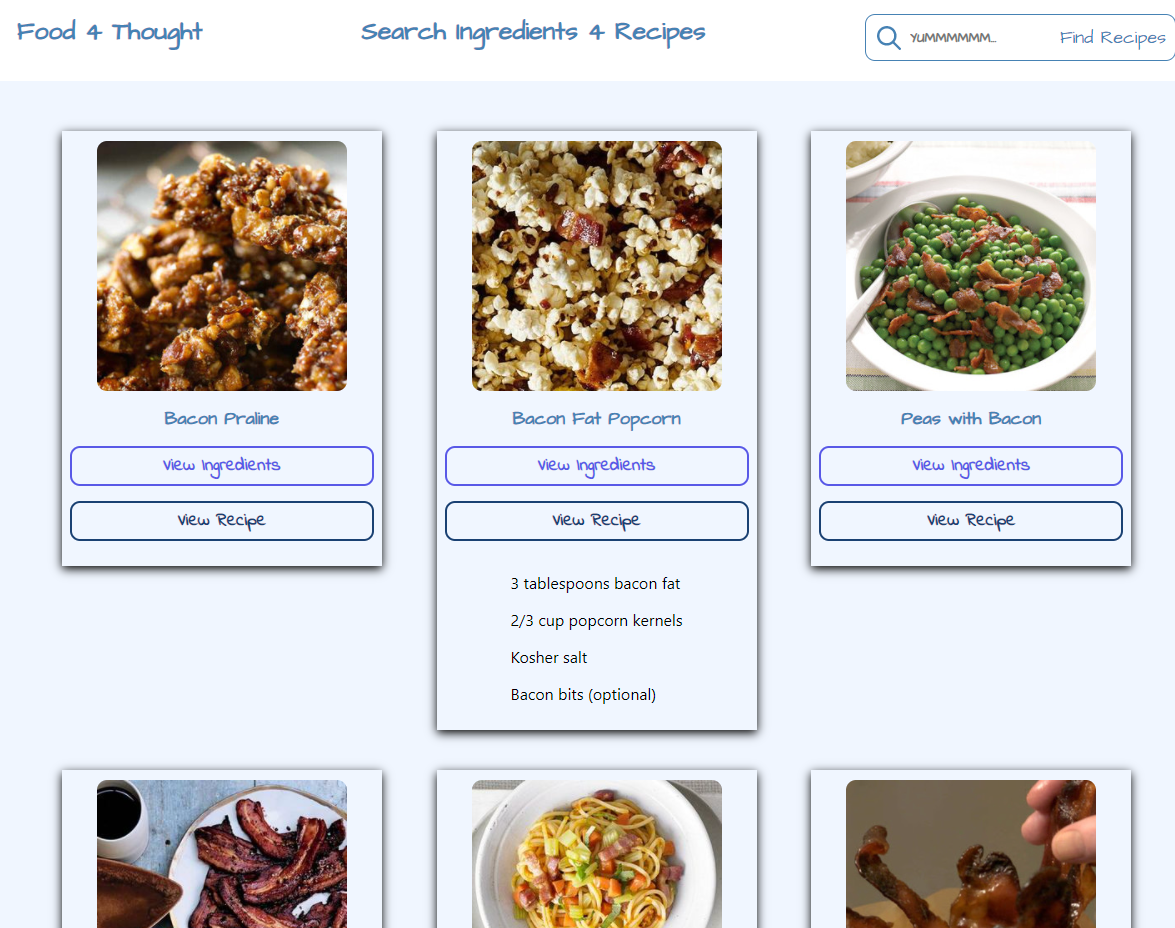 Food 4 Thought
Search Ingredients 4 Recipes
YUMMMMMM...
Find Recipes
Bacon Praline
View Ingredients
View Recipe
Bacon Fat Popcorn
View Ingredients
View Recipe
3 tablespoons bacon fat
2/3 cup popcorn kernels
Kosher salt
Bacon bits (optional)
Peas with Bacon
View Ingredients
View Recipe